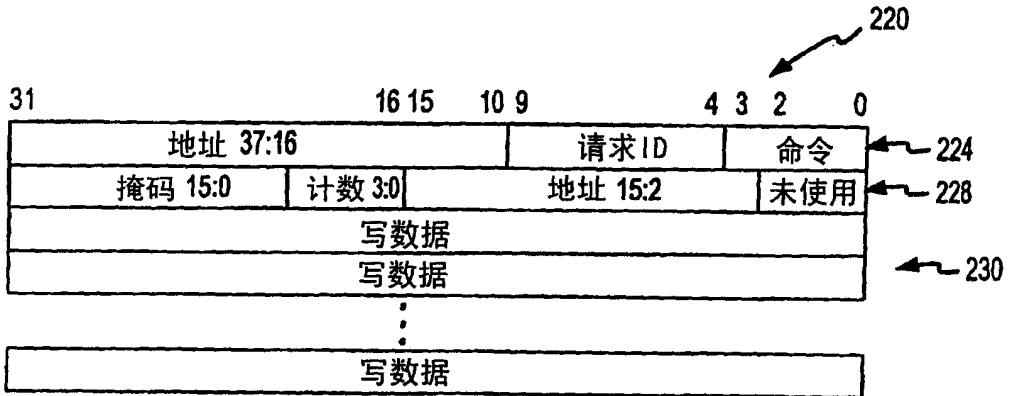 220
31 16 15 10 9 4 3 2 0
地址 37:16 请求ID 命令 224
掩码 15:0 计数 3:0 地址 15:2 未使用 228
写数据
写数据 230
写数据